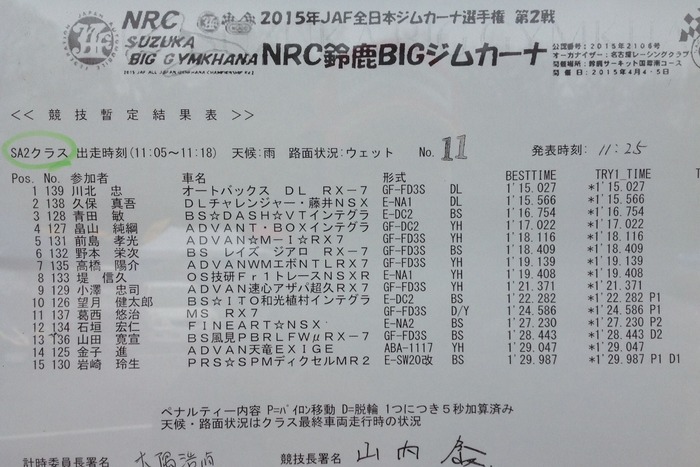 NRC 2015年JAF全日本ジムカーナ選手権 第2戦
SUZUKA
BIG GYMKHANA NRC鈴鹿BIGジムカーナ
公国番号:2015年2106号
オーガナイザー:名古屋レーシングクラブ
開催場所:鈴鹿サーキット国際南コース
開催日:2015年4月4-5日
<< 競技暫定結果表 >>
SA2クラス 出走時刻(11:05~11:18) 天候:雨 路面状況:ウェット No. 11 発表時刻: 11:25
Pos. No. 参加者 車名 形式 BESTTIME TRY1_TIME
1 139 川北 忠 オートバックス DL RX-7 GF-FD3S DL 1'15.027 *1'15.027
2 138 久保 真吾 DLチャレンジャー・藤井NSX E-NA1 DL 1'15.566 *1'15.566
3 128 青田 敏 BS☆DASH☆VTインテグラ E-DC2 BS 1'16.754 *1'16.754
4 127 畠山 純綱 ADVANT・BOXインテグラ GF-DC2 YH 1'17.022 *1'17.022
5 131 前島 孝光 ADVAN☆M-I☆RX7 GF-FD3S YH 1'18.116 *1'18.116
6 132 野本 栄次 BS レイズ ジアロ RX-7 GF-FD3S BS 1'18.409 *1'18.409
7 135 高橋 陽介 ADVANWMエボNTLRX7 GF-FD3S YH 1'19.139 *1'19.139
8 133 堤 信久 OS技研Fr1トレースNSXR E-NA1 YH 1'19.408 *1'19.408
9 129 小澤 忠司 ADVAN速心アザパ超久RX7 GF-FD3S YH 1'21.371 *1'21.371
10 126 望月 健太郎 BS☆ITO和光植村インテグラ E-DC2 BS 1'22.282 *1'22.282 P1
11 137 葛西 悠治 MS RX7 GF-FD3S D/Y 1'24.586 *1'24.586 P1
12 134 石垣 宏仁 FINEART☆NSX E-NA2 BS 1'27.230 *1'27.230 P2
13 136 山田 寛宣 BS風見PBRLFWμRX-7 GF-FD3S BS 1'28.443 *1'28.443 D2
14 125 金子 進 ADVAN天竜EXIGE ABA-1117 YH 1'29.047 *1'29.047
15 130 岩崎 玲生 PRS☆SPMディクセルMR2 E-SW20改 BS 1'29.987 *1'29.987 P1 D1
ペナルティー内容 P=パイロン移動 D=脱輪 1つにつき5秒加算済み
天候・路面状況はクラス最終車両走行時の状況
計時委員長署名 競技長署名 山内